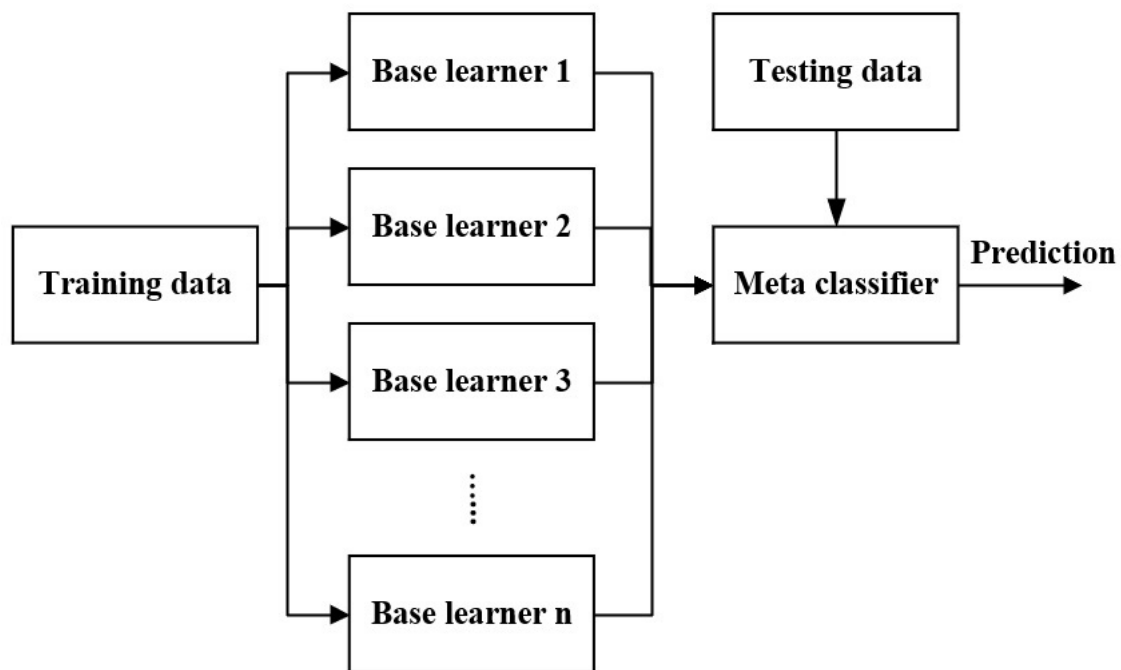 Base learner 1
Testing data
Base learner 2
Training data
Meta classifier
Prediction
Base learner 3
Base learner n